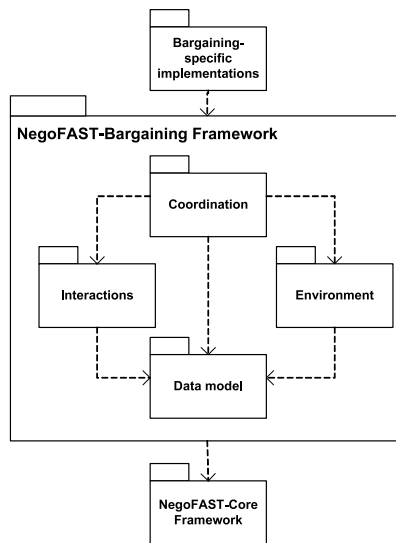 Bargaining-
specific
implementations
NegoFAST-Bargaining Framework
Coordination
Interactions
Environment
Data model
NegoFAST-Core
Framework